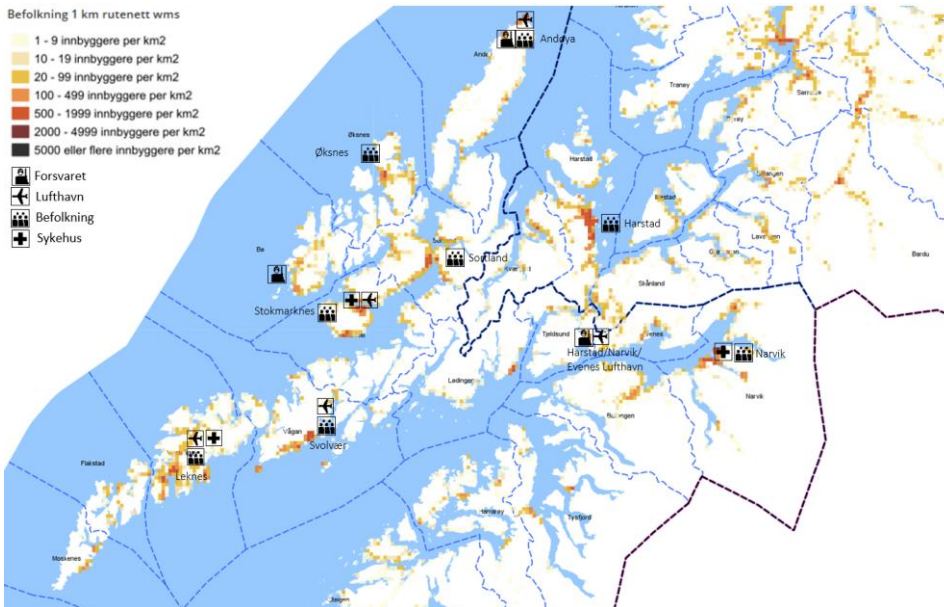 Befolkning 1 km rutenett wms
1 - 9 innbyggere per km2
10 - 19 innbyggere per km2
20 - 99 innbyggere per km2
100 - 499 innbyggere per km2
500 - 1999 innbyggere per km2
2000 - 4999 innbyggere per km2
5000 eller flere innbyggere per km2
Forsvaret
Lufthavn
Befolkning
Sykehus
Andøya
Tranøy
Øksnes
Øksnes
Harstad
Harstad
Sortland
Bø
Bardu
Skånland
Stokmarknes
Tjeldsund
Harstad/Narvik/
Evenes Lufthavn
Narvik
Narvik
Lødingen
Vågan
Svolvær
Flakstad
Leknes
Hamarøy
Tysfjord
Moskenes